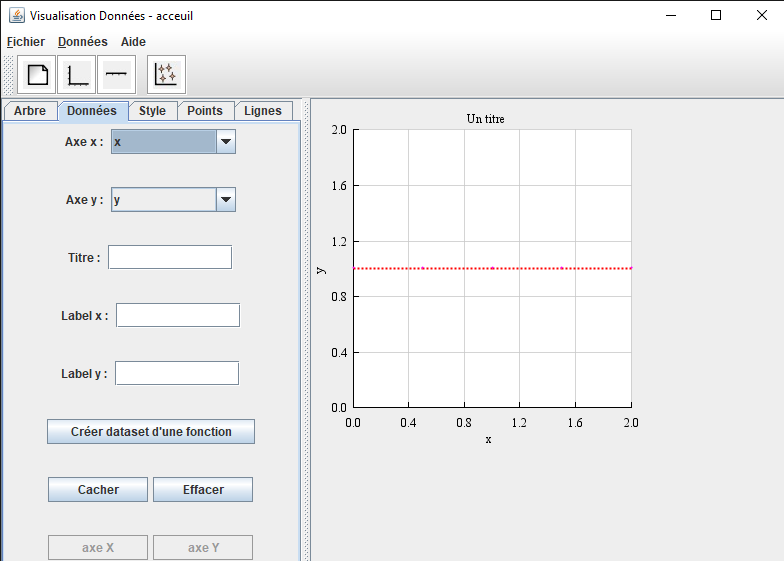 Visualisation Données - acceuil
Fichier Données Aide
Arbre Données Style Points Lignes
Axe x : x
Axe y : y
Titre :
Label x :
Label y :
Créer dataset d'une fonction
Cacher Effacer
axe X axe Y
Un titre
2.0
1.6
1.2
y
0.8
0.4
0.0
0.0 0.4 0.8 1.2 1.6 2.0
x